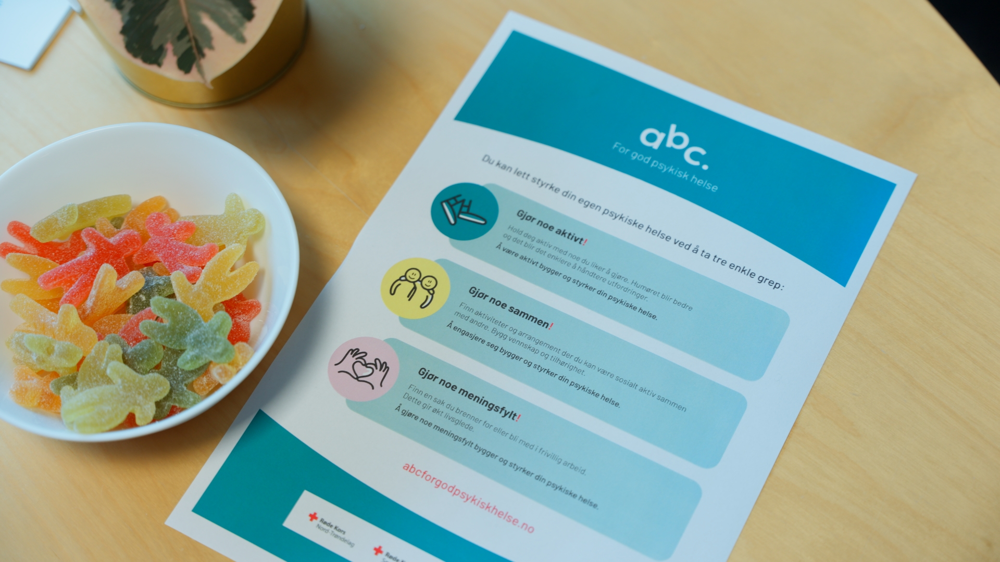 abc.
For god psykisk helse
Du kan lett styrke din egen psykiske helse ved å ta tre enkle grep:
Gjør noe aktivt!
Hold deg aktiv med noe du liker å gjøre. Humøret blir bedre
og det blir det enklere å håndtere utfordringer.
Å være aktivt bygger og styrker din psykiske helse.
Gjør noe sammen!
Finn aktiviteter og arrangement der du kan være sosialt aktiv sammen
med andre. Bygg vennskap og tilhørighet.
Å engasjere seg bygger og styrker din psykiske helse.
Gjør noe meningsfylt!
Finn en sak du brenner for eller bli med i frivillig arbeid.
Dette gir økt livsglede.
Å gjøre noe meningsfylt bygger og styrker din psykiske helse.
abcforgodpsykiskhelse.no
Røde Kors
Nord-Trøndelag
Røde